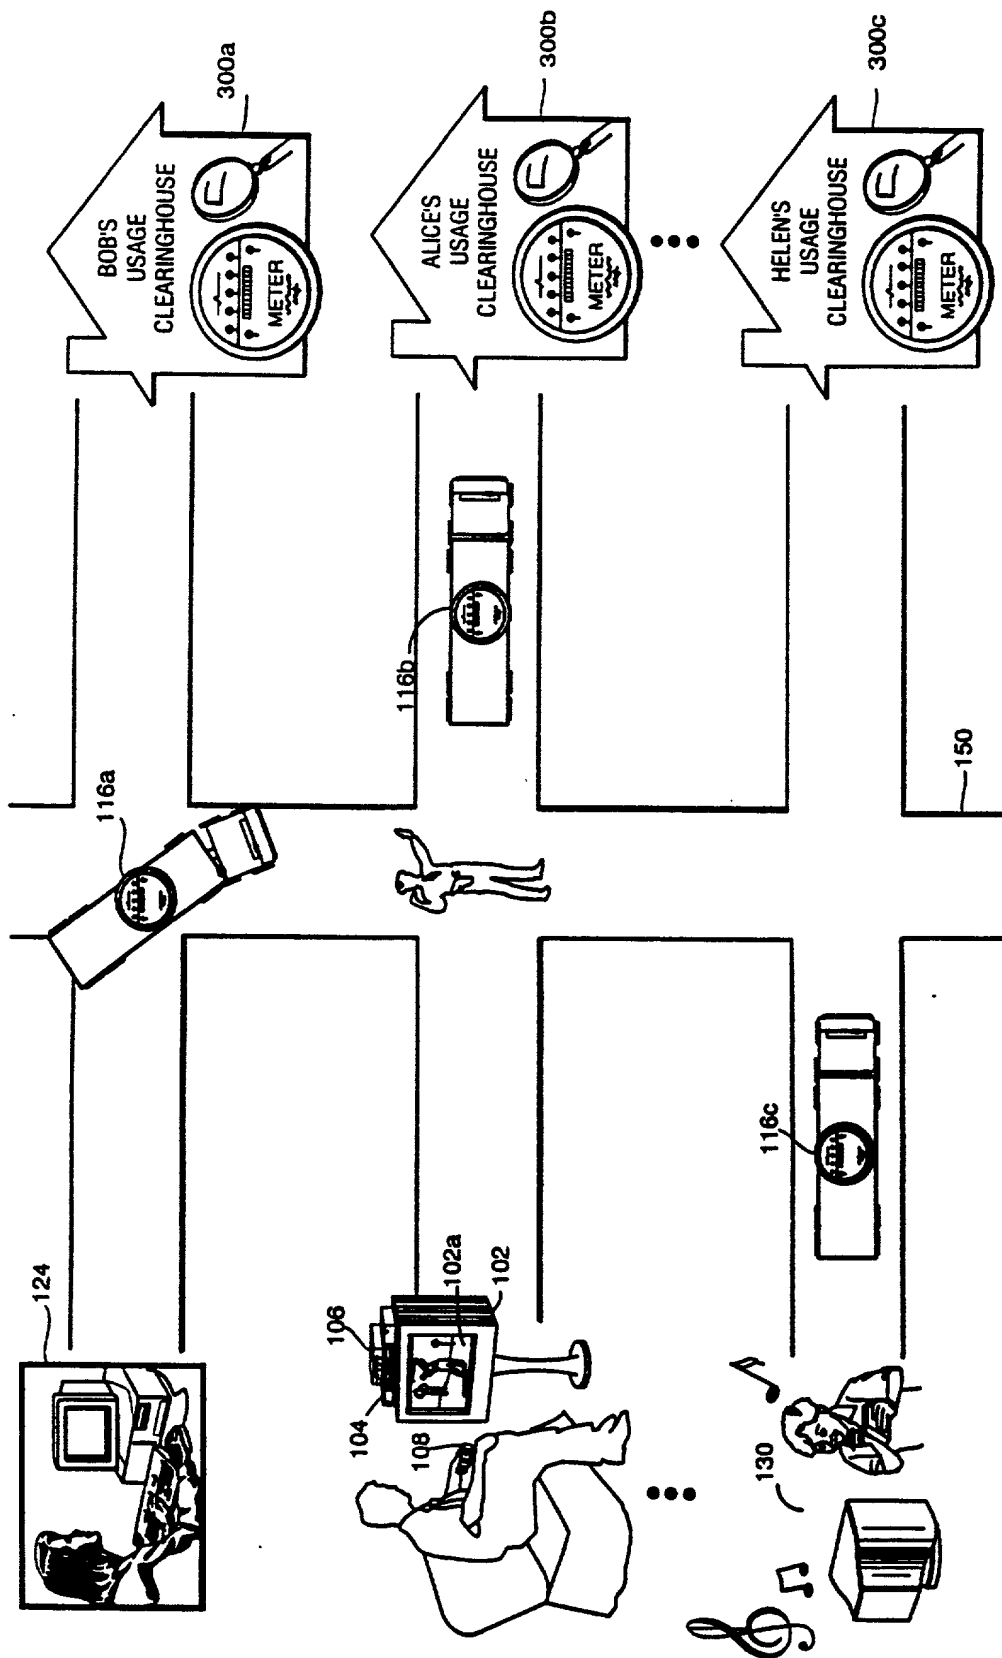 124
116a
BOB'S
USAGE
CLEARINGHOUSE
METER
300a
106
104
102a
102
108
116b
ALICE'S
USAGE
CLEARINGHOUSE
METER
300b
130
116c
150
HELEN'S
USAGE
CLEARINGHOUSE
METER
300c